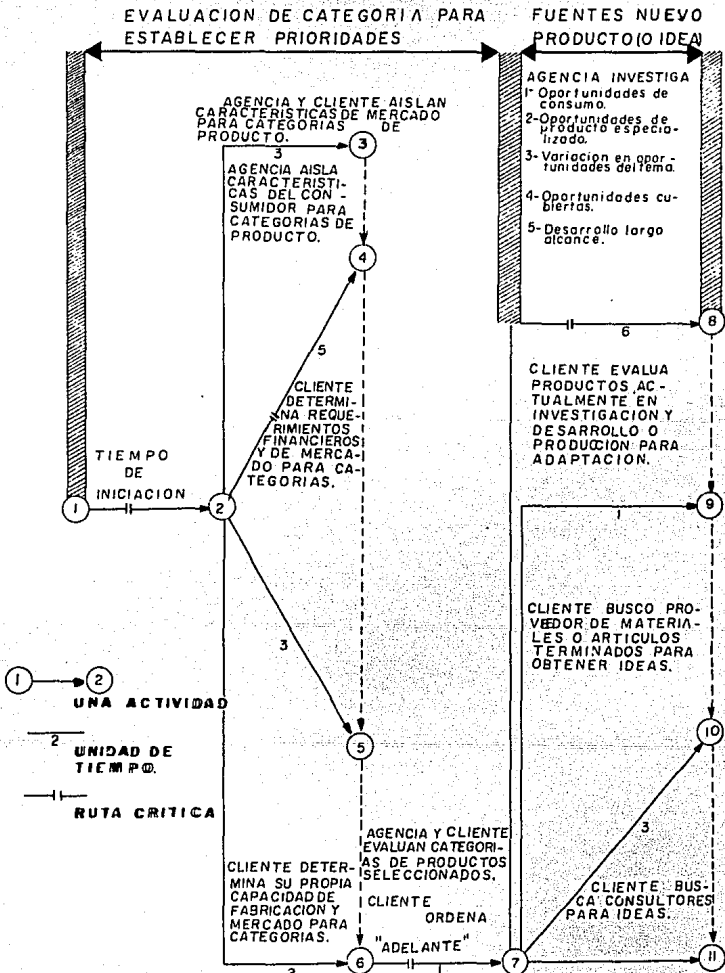 EVALUACION DE CATEGORIA PARA
ESTABLECER PRIORIDADES
FUENTES NUEVO
PRODUCTO (O IDEA)
AGENCIA INVESTIGA
1- Oportunidades de
consumo.
2- Oportunidades de
producto especia-
lizado.
3- Variacion en opor-
tunidades del tema.
4- Oportunidades cu-
biertas.
5- Desarrollo largo
alcance.
6
8
AGENCIA Y CLIENTE AISLAN
CARACTERISTICAS DE MERCADO
PARA CATEGORIAS DE
PRODUCTO.
3
3
AGENCIA AISLA
CARACTERISTI-
CAS DEL CON-
SUMIDOR PARA
CATEGORIAS DE
PRODUCTO.
4
5
CLIENTE
DETERMI-
NA REQUE-
RIMIENTOS
FINANCIEROS
Y DE MERCA-
DO PARA CA-
TEGORIAS.
TIEMPO
DE
INICIACION
1
2
3
5
CLIENTE EVALUA
PRODUCTOS AC-
TUALMENTE EN
INVESTIGACION Y
DESARROLLO O
PRODUCCION PARA
ADAPTACION.
1
9
CLIENTE BUSCO PRO-
VEEDOR DE MATERIA-
LES O ARTICULOS
TERMINADOS PARA
OBTENER IDEAS.
10
3
CLIENTE BUS-
CA CONSULTORES
PARA IDEAS.
11
1
2
UNA ACTIVIDAD
2
UNIDAD DE
TIEMPO.
RUTA CRITICA
CLIENTE DETER-
MINA SU PROPIA
CAPACIDAD DE
FABRICACION Y
MERCADO PARA
CATEGORIAS.
6
AGENCIA Y CLIENTE
EVALUAN CATEGORI-
AS DE PRODUCTOS
SELECCIONADOS.
CLIENTE
ORDENA
"ADELANTE"
7